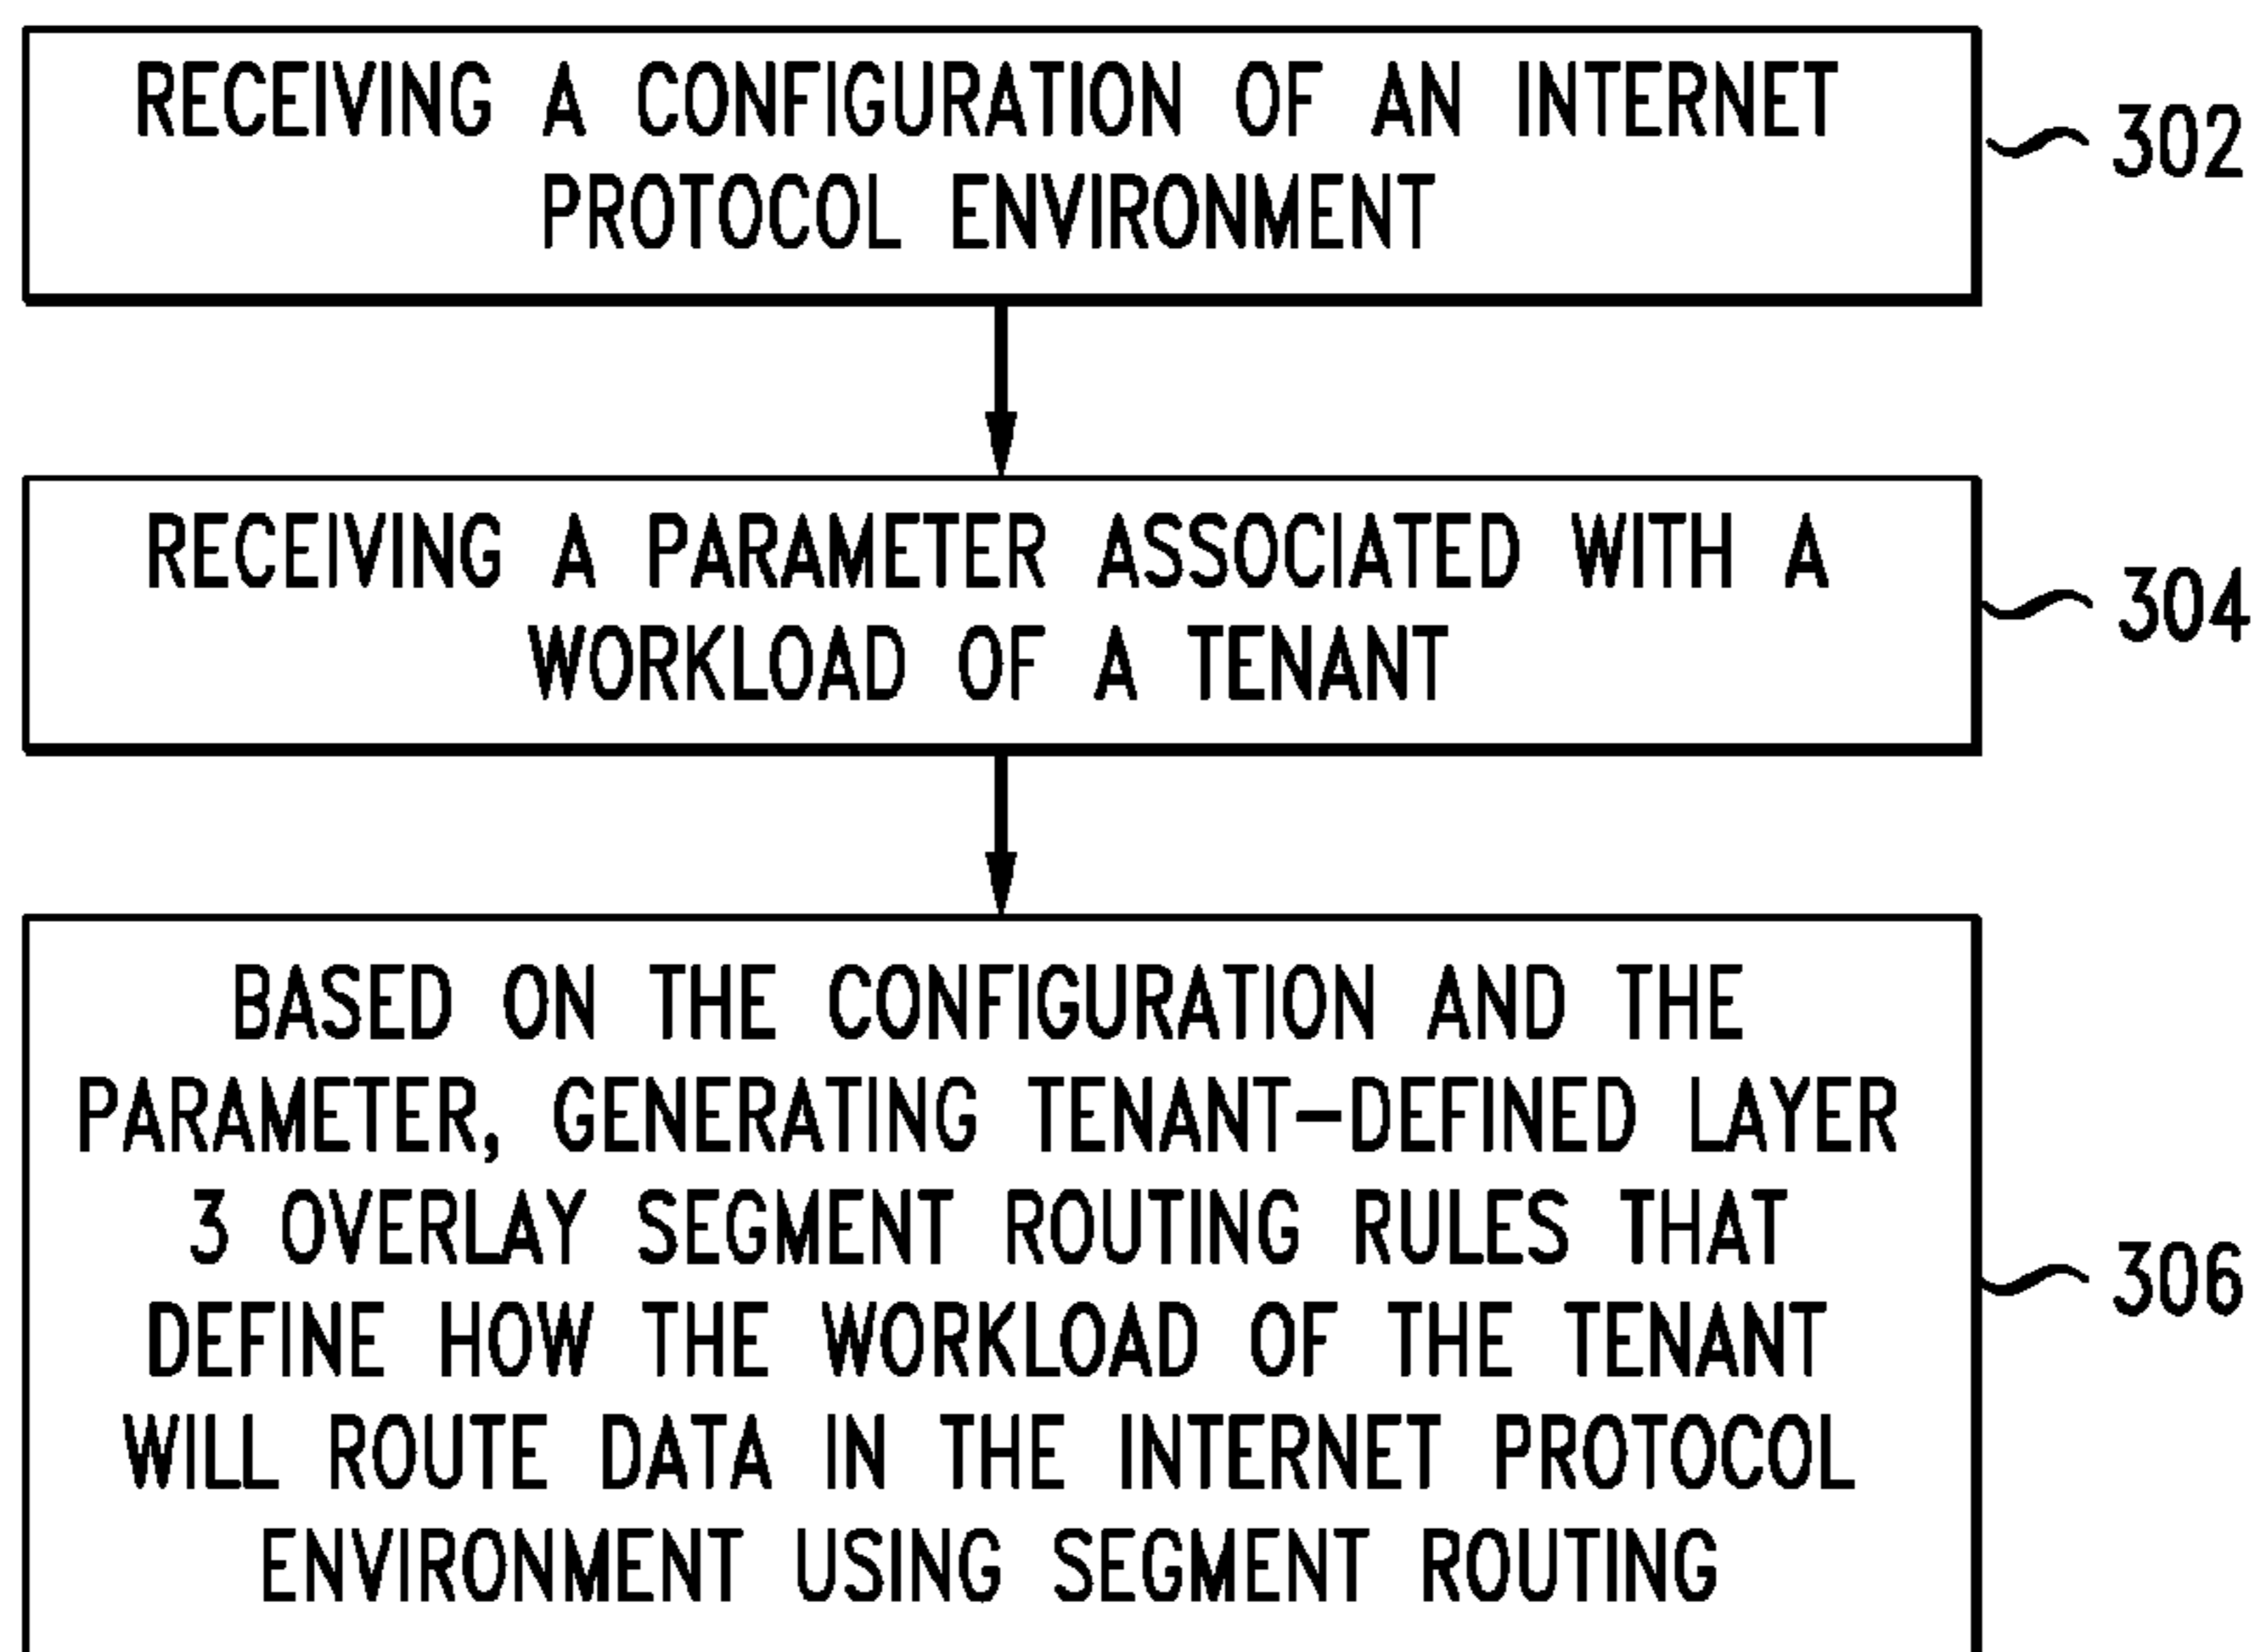 RECEIVING A CONFIGURATION OF AN INTERNET
PROTOCOL ENVIRONMENT
302
RECEIVING A PARAMETER ASSOCIATED WITH A
WORKLOAD OF A TENANT
304
BASED ON THE CONFIGURATION AND THE
PARAMETER, GENERATING TENANT-DEFINED LAYER
3 OVERLAY SEGMENT ROUTING RULES THAT
DEFINE HOW THE WORKLOAD OF THE TENANT
WILL ROUTE DATA IN THE INTERNET PROTOCOL
ENVIRONMENT USING SEGMENT ROUTING
306